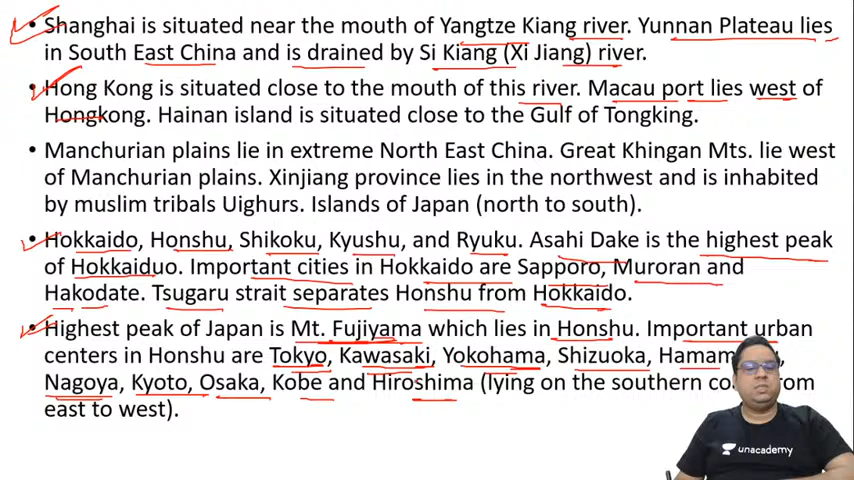 • Shanghai is situated near the mouth of Yangtze Kiang river. Yunnan Plateau lies
in South East China and is drained by Si Kiang (Xi Jiang) river.
• Hong Kong is situated close to the mouth of this river. Macau port lies west of
Hongkong. Hainan island is situated close to the Gulf of Tongking.
• Manchurian plains lie in extreme North East China. Great Khingan Mts. lie west
of Manchurian plains. Xinjiang province lies in the northwest and is inhabited
by muslim tribals Uighurs. Islands of Japan (north to south).
• Hokkaido, Honshu, Shikoku, Kyushu, and Ryuku. Asahi Dake is the highest peak
of Hokkaiduo. Important cities in Hokkaido are Sapporo, Muroran and
Hakodate. Tsugaru strait separates Honshu from Hokkaido.
• Highest peak of Japan is Mt. Fujiyama which lies in Honshu. Important urban
centers in Honshu are Tokyo, Kawasaki, Yokohama, Shizuoka,
Nagoya, Kyoto, Osaka, Kobe and Hiroshima (lying on the southern from
east to west).
unacademy